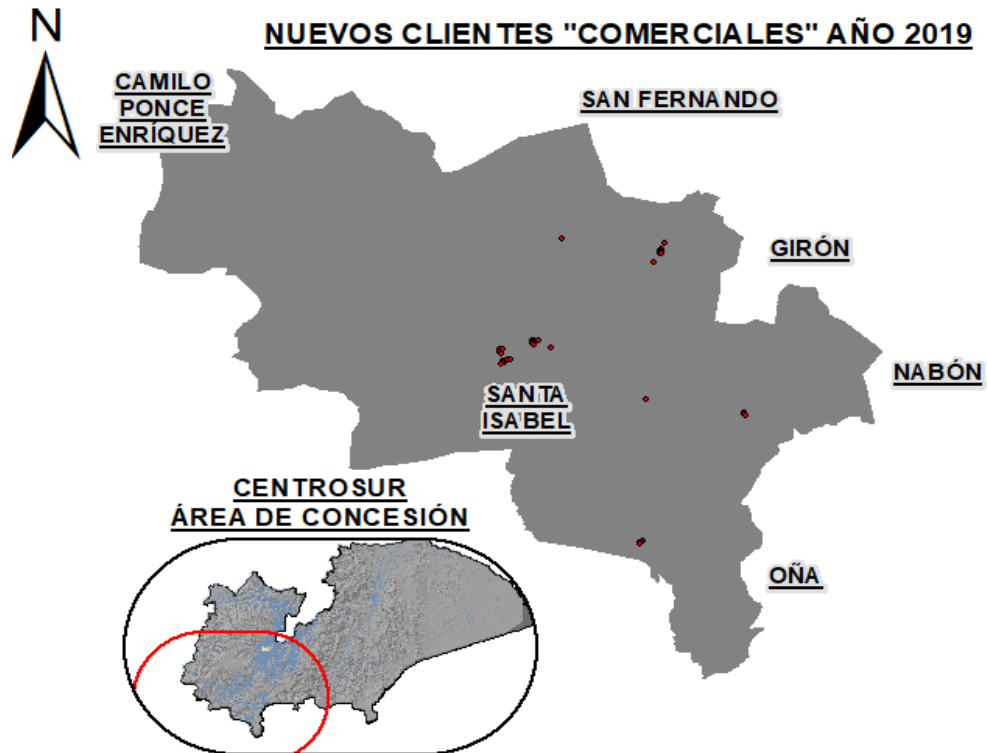 N
NUEVOS CLIENTES "COMERCIALES" AÑO 2019
CAMILO
PONCE
ENRÍQUEZ
SAN FERNANDO
GIRÓN
NABÓN
SANTA
ISABEL
CENTROSUR
ÁREA DE CONCESIÓN
OÑA